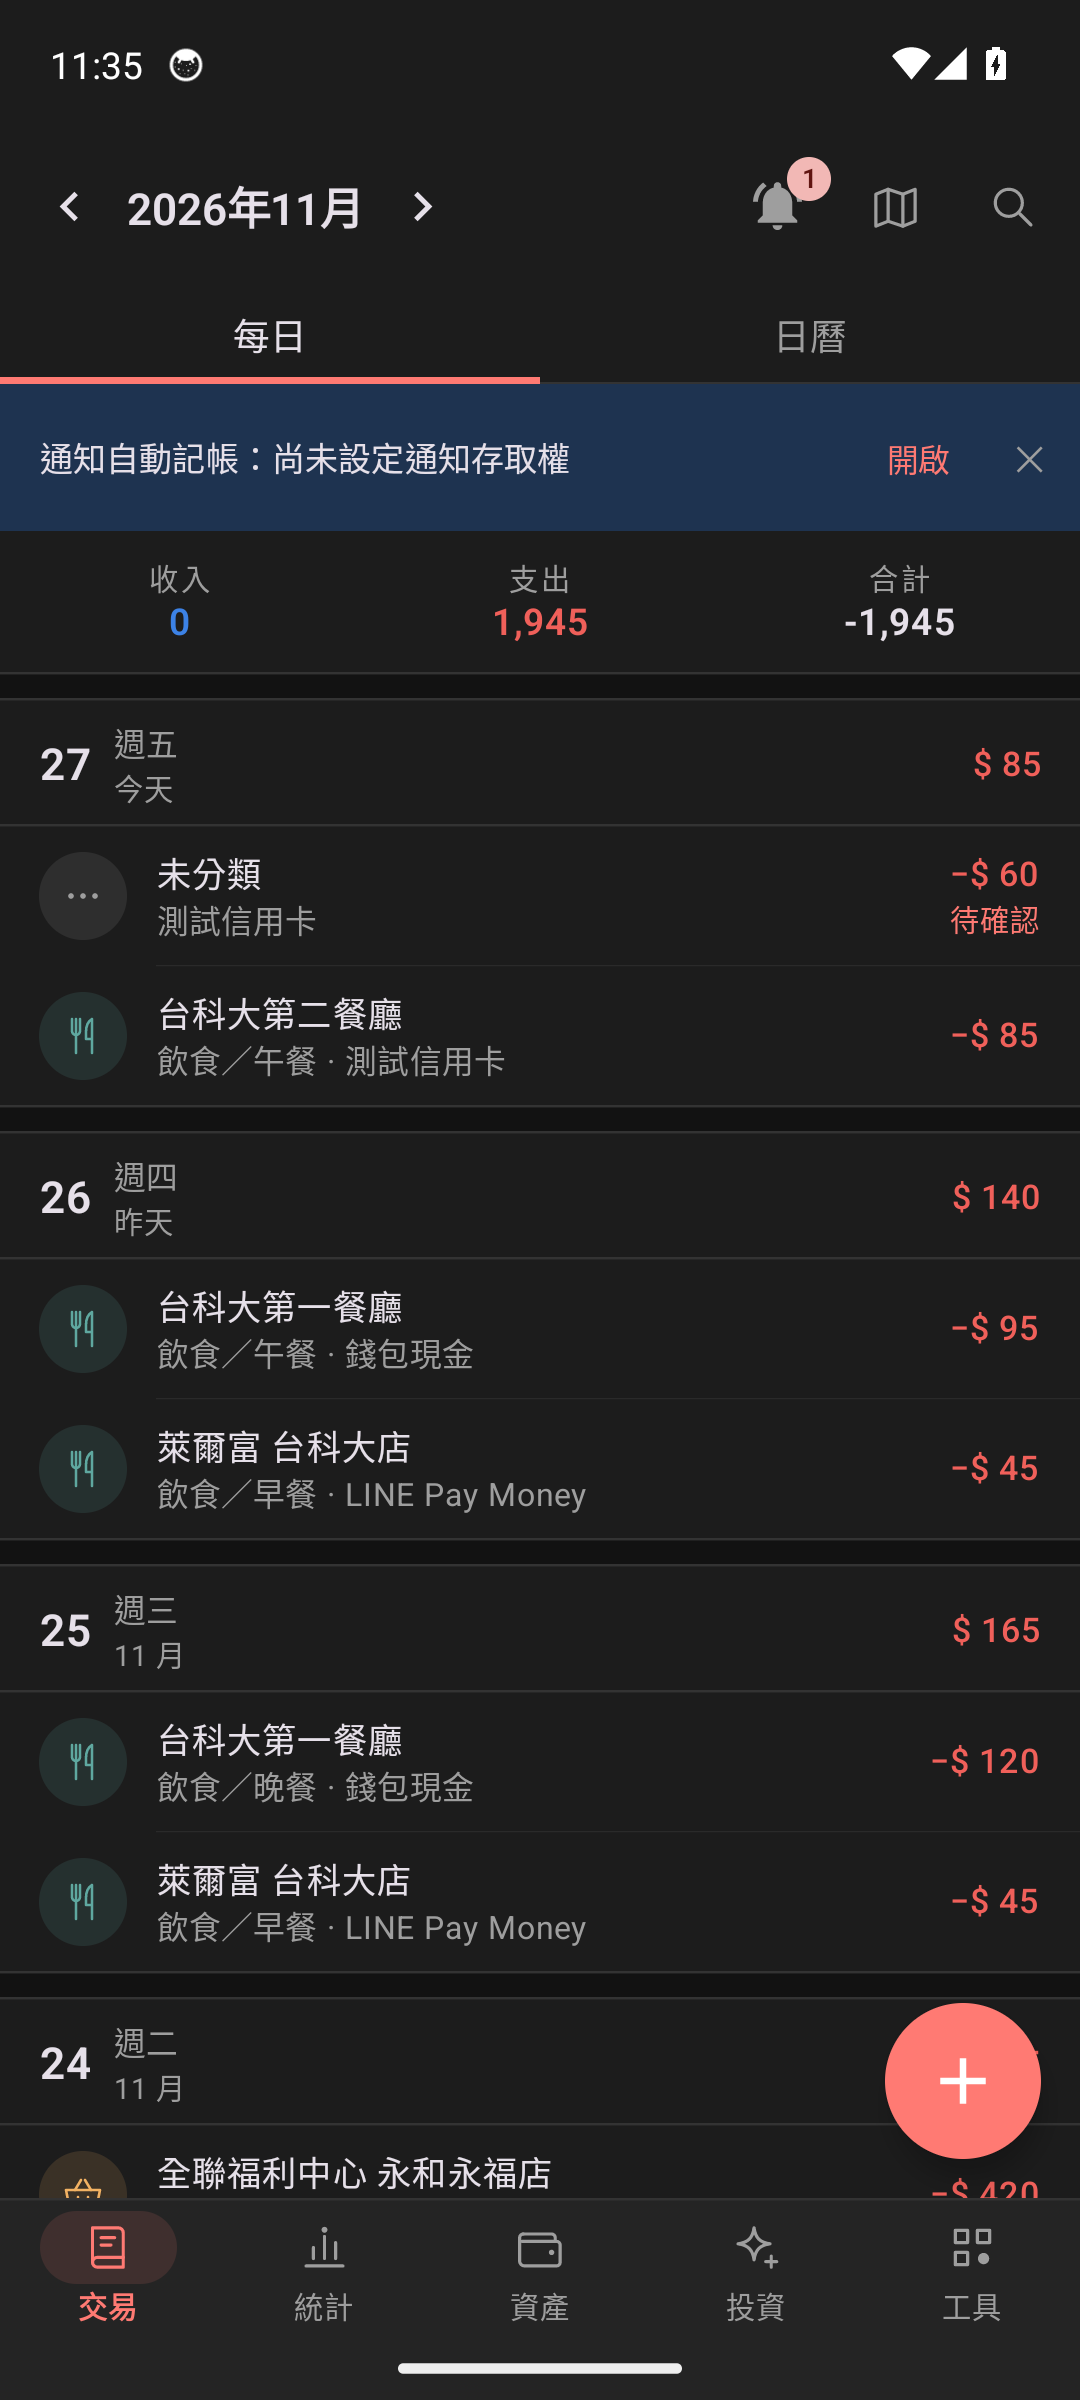 11:35
2026年11月
1
每日
日曆
通知自動記帳：尚未設定通知存取權
開啟
收入
支出
合計
0
1,945
-1,945
27
週五
今天
$ 85
未分類
−$ 60
測試信用卡
待確認
台科大第二餐廳
飲食／午餐 · 測試信用卡
−$ 85
26
週四
昨天
$ 140
台科大第一餐廳
飲食／午餐 · 錢包現金
−$ 95
萊爾富 台科大店
飲食／早餐 · LINE Pay Money
−$ 45
25
週三
11 月
$ 165
台科大第一餐廳
飲食／晚餐 · 錢包現金
−$ 120
萊爾富 台科大店
飲食／早餐 · LINE Pay Money
−$ 45
24
週二
11 月
全聯福利中心 永和永福店
−$ 420
交易
統計
資產
投資
工具